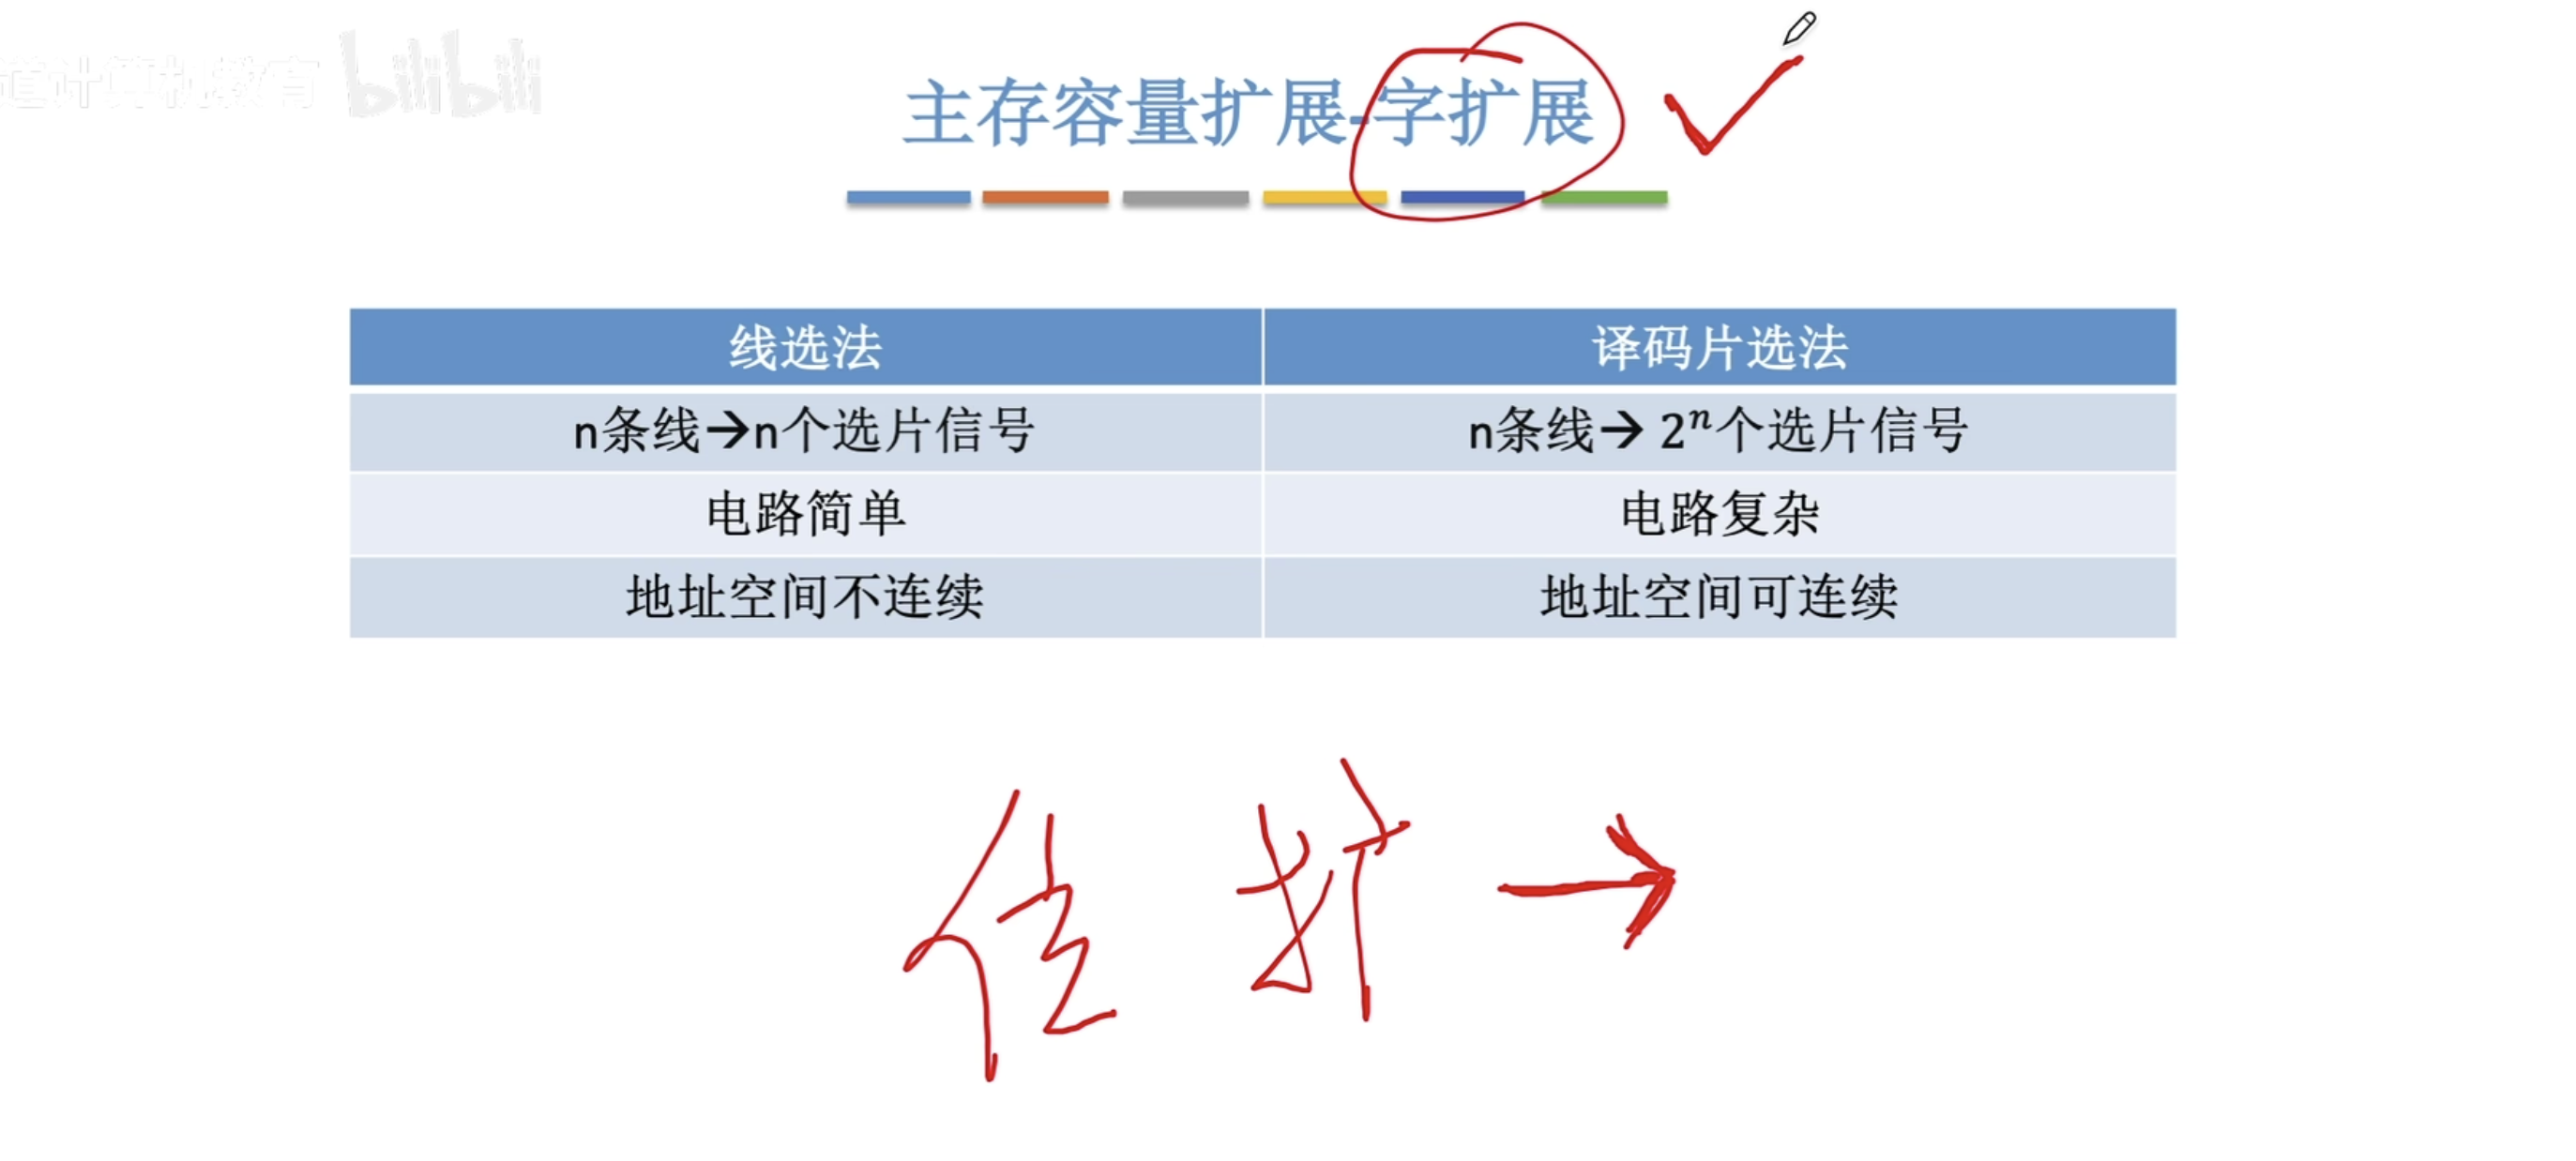 道计算机教育 bilibili
主存容量扩展-字扩展
线选法 译码片选法
n条线→n个选片信号 n条线→ 2ⁿ个选片信号
电路简单 电路复杂
地址空间不连续 地址空间可连续
位 扩 →